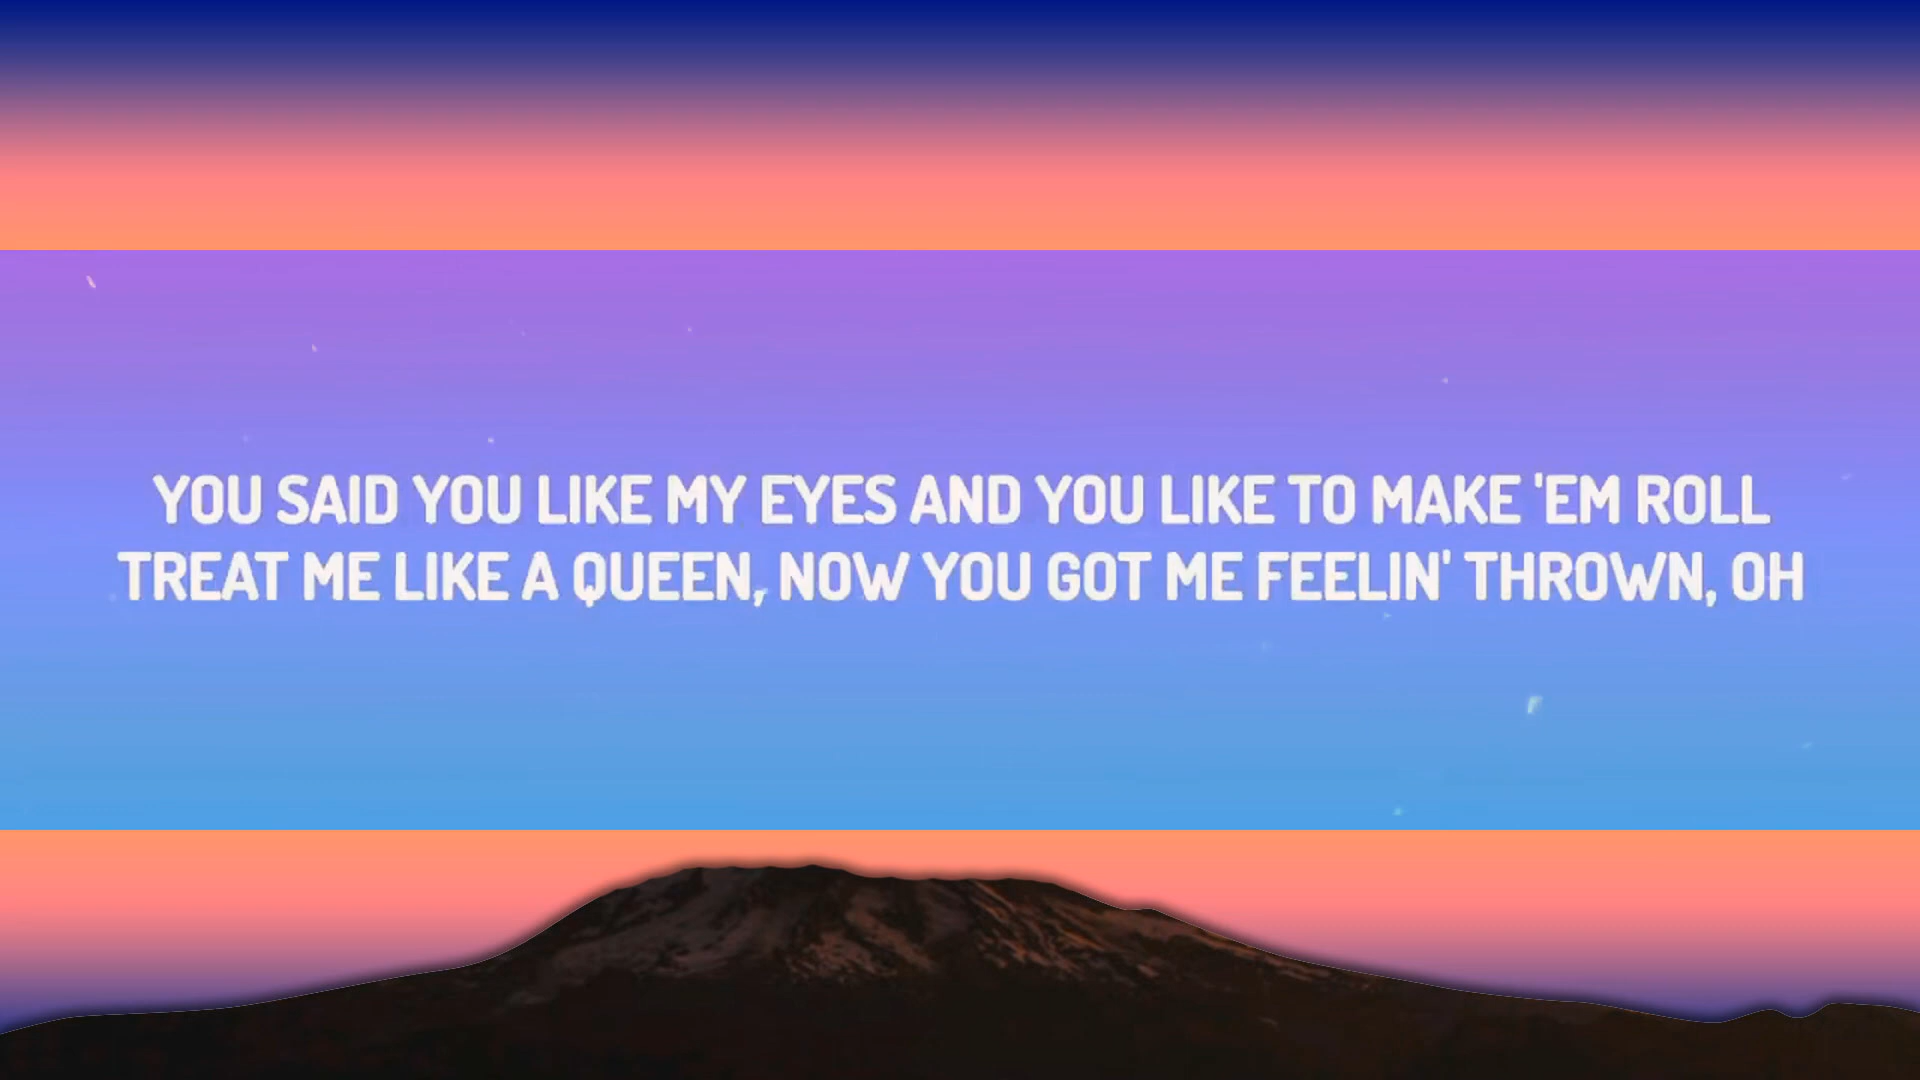 YOU SAID YOU LIKE MY EYES AND YOU LIKE TO MAKE 'EM ROLL
TREAT ME LIKE A QUEEN, NOW YOU GOT ME FEELIN' THROWN, OH